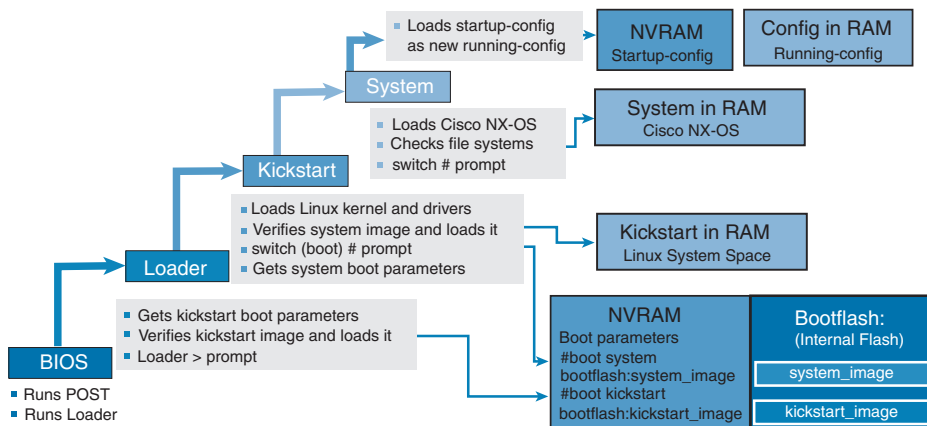 Loads startup-config
as new running-config
NVRAM
Startup-config
Config in RAM
Running-config
System
Loads Cisco NX-OS
Checks file systems
switch # prompt
System in RAM
Cisco NX-OS
Kickstart
Loads Linux kernel and drivers
Verifies system image and loads it
switch (boot) # prompt
Gets system boot parameters
Kickstart in RAM
Linux System Space
Loader
Gets kickstart boot parameters
Verifies kickstart image and loads it
Loader > prompt
NVRAM
Boot parameters
#boot system
bootflash:system_image
#boot kickstart
bootflash:kickstart_image
Bootflash:
(Internal Flash)
system_image
kickstart_image
BIOS
Runs POST
Runs Loader